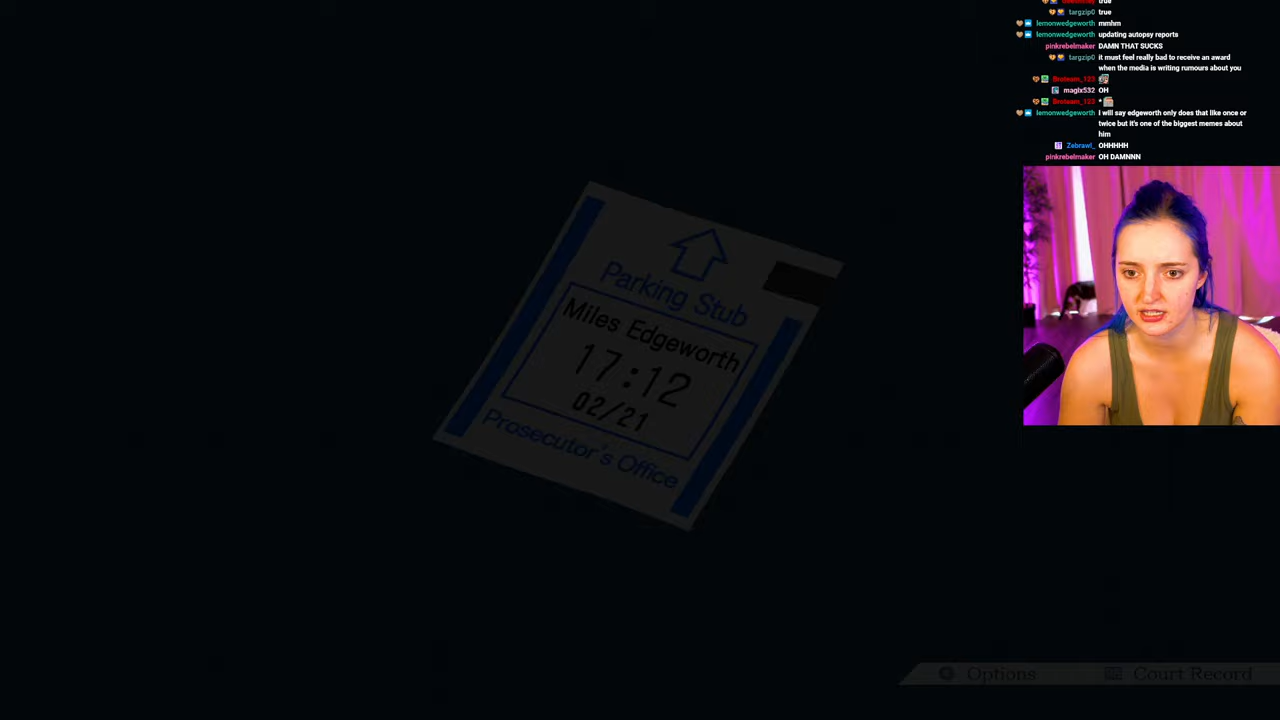 true
targzip0 true
lemonwedgeworth mmhm
lemonwedgeworth updating autopsy reports
pinkrebelmaker DAMN THAT SUCKS
targzip0 it must feel really bad to receive an award
when the media is writing rumours about you
Broteam_123
magix532 OH
Broteam_123 *
lemonwedgeworth I will say edgeworth only does that like once or
twice but it's one of the biggest memes about
him
Zebrawl_ OHHHHH
pinkrebelmaker OH DAMNNN
Parking Stub
Miles Edgeworth
17:12
02/21
Prosecutor's Office
Options
Court Record